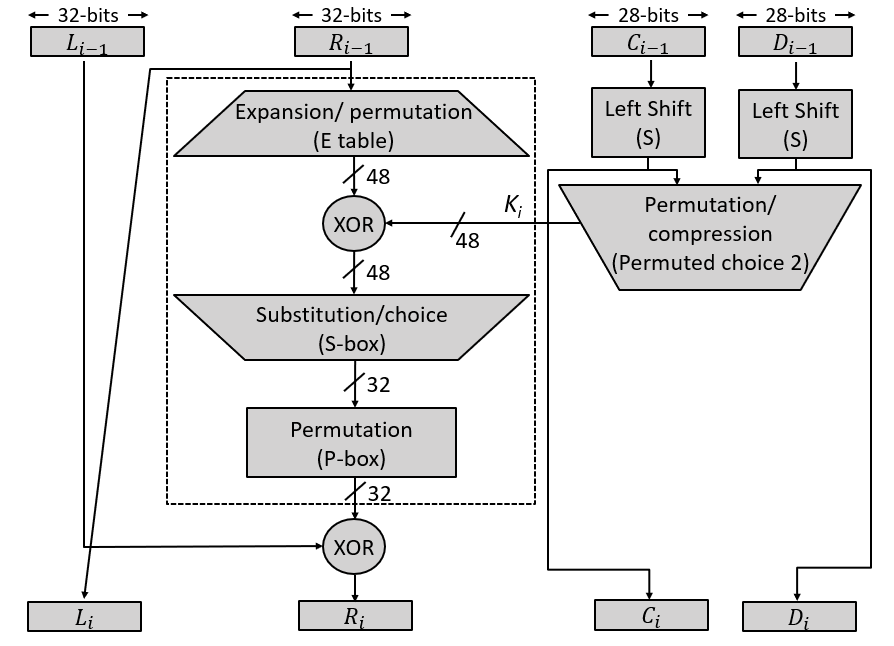 32-bits
32-bits
28-bits
28-bits
L_{i-1}
R_{i-1}
C_{i-1}
D_{i-1}
Expansion/ permutation
(E table)
Left Shift
(S)
Left Shift
(S)
48
XOR
K_i
48
Permutation/
compression
(Permuted choice 2)
48
Substitution/choice
(S-box)
32
Permutation
(P-box)
32
XOR
L_i
R_i
C_i
D_i